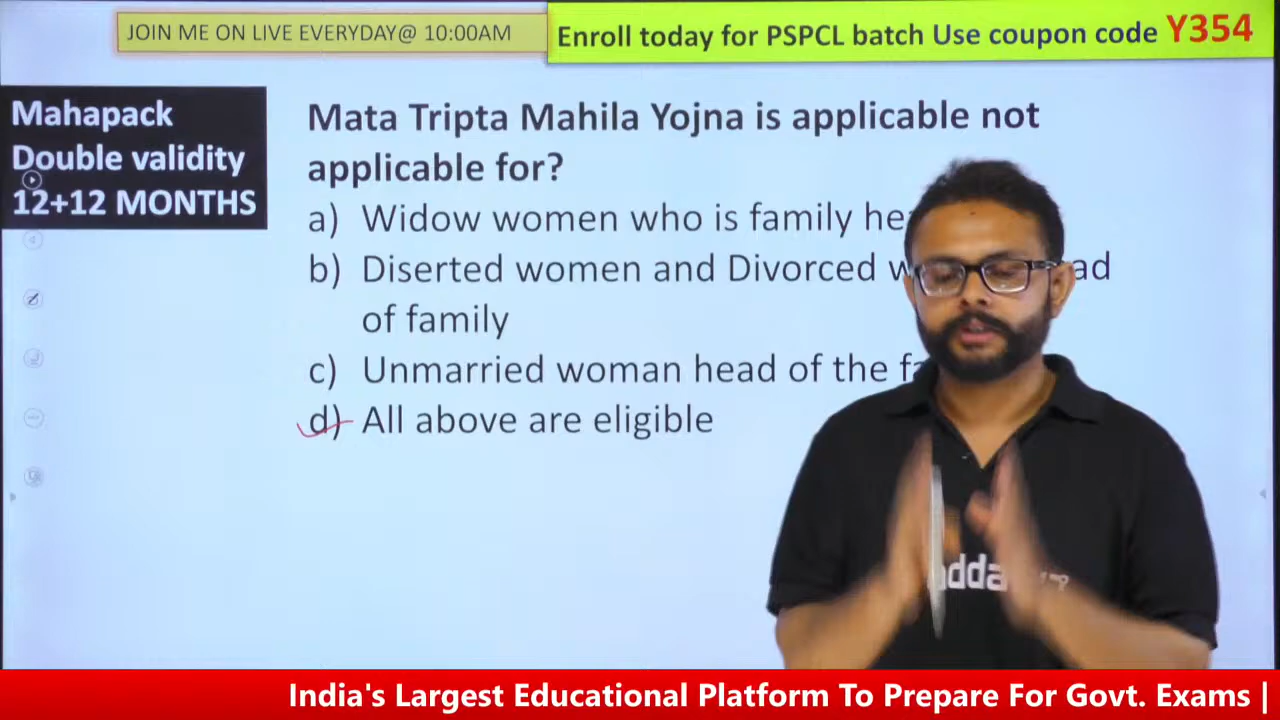 JOIN ME ON LIVE EVERYDAY@ 10:00AM
Enroll today for PSPCL batch Use coupon code Y354
Mahapack
Double validity
12+12 MONTHS
Mata Tripta Mahila Yojna is applicable not
applicable for?
a) Widow women who is family
b) Diserted women and Divorced
of family
c) Unmarried woman head of the
d) All above are eligible
adda
India's Largest Educational Platform To Prepare For Govt. Exams |